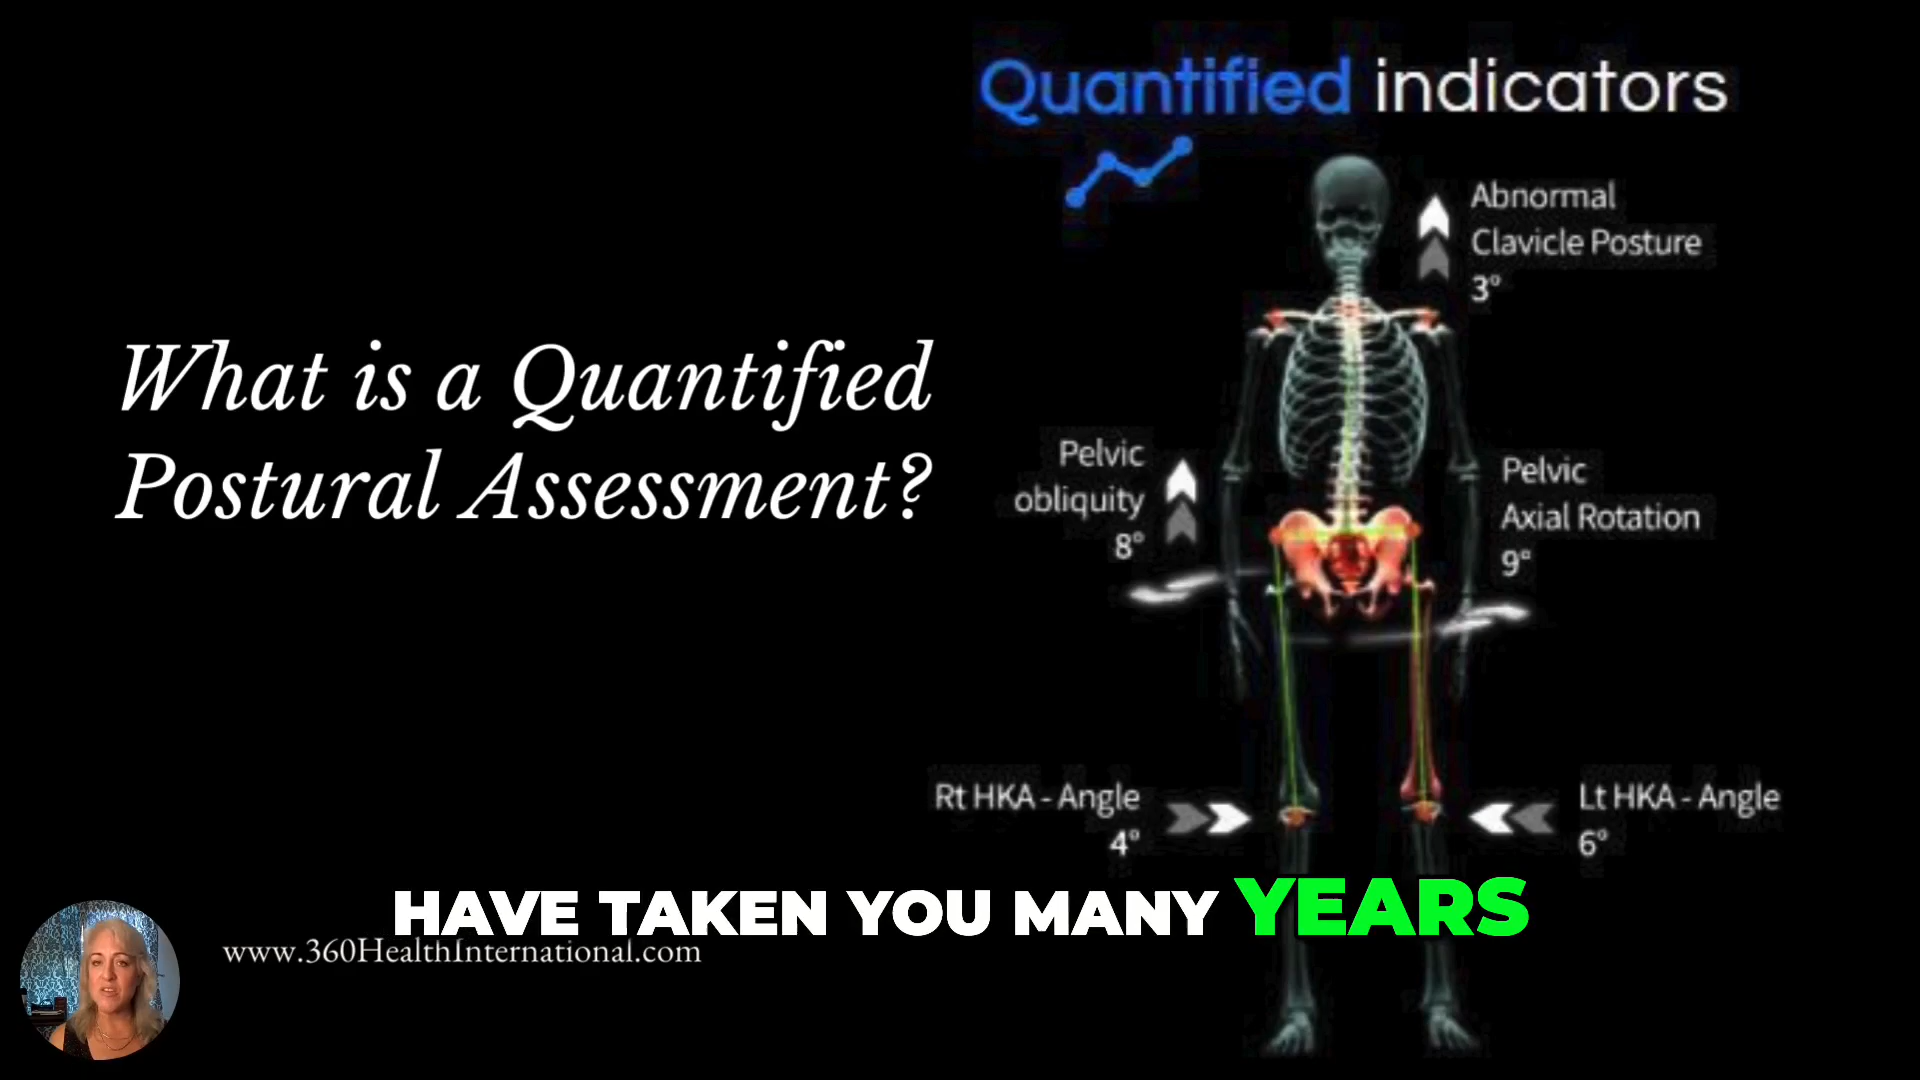 Quantified indicators
Abnormal
Clavicle Posture
3°
What is a Quantified
Postural Assessment?
Pelvic
obliquity
8°
Pelvic
Axial Rotation
9°
Rt HKA - Angle
4°
Lt HKA - Angle
6°
HAVE TAKEN YOU MANY YEARS
www.360HealthInternational.com